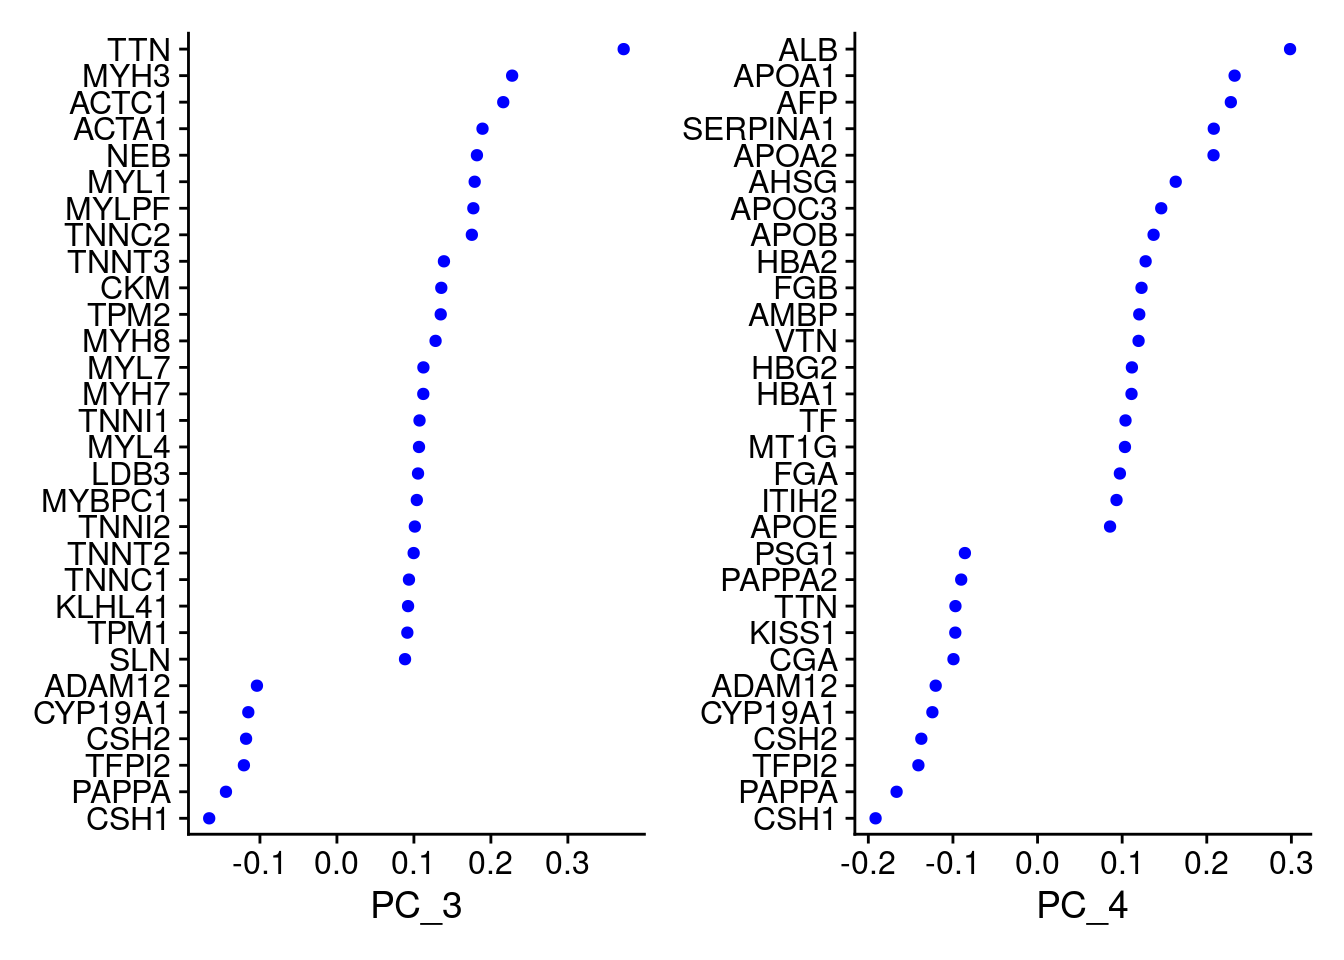 TTN
MYH3
ACTC1
ACTA1
NEB
MYL1
MYLPF
TNNC2
TNNT3
CKM
TPM2
MYH8
MYL7
MYH7
TNNI1
MYL4
LDB3
MYBPC1
TNNI2
TNNT2
TNNC1
KLHL41
TPM1
SLN
ADAM12
CYP19A1
CSH2
TFPI2
PAPPA
CSH1
-0.1 0.0 0.1 0.2 0.3
PC_3
ALB
APOA1
AFP
SERPINA1
APOA2
AHSG
APOC3
APOB
HBA2
FGB
AMBP
VTN
HBG2
HBA1
TF
MT1G
FGA
ITIH2
APOE
PSG1
PAPPA2
TTN
KISS1
CGA
ADAM12
CYP19A1
CSH2
TFPI2
PAPPA
CSH1
-0.2 -0.1 0.0 0.1 0.2 0.3
PC_4